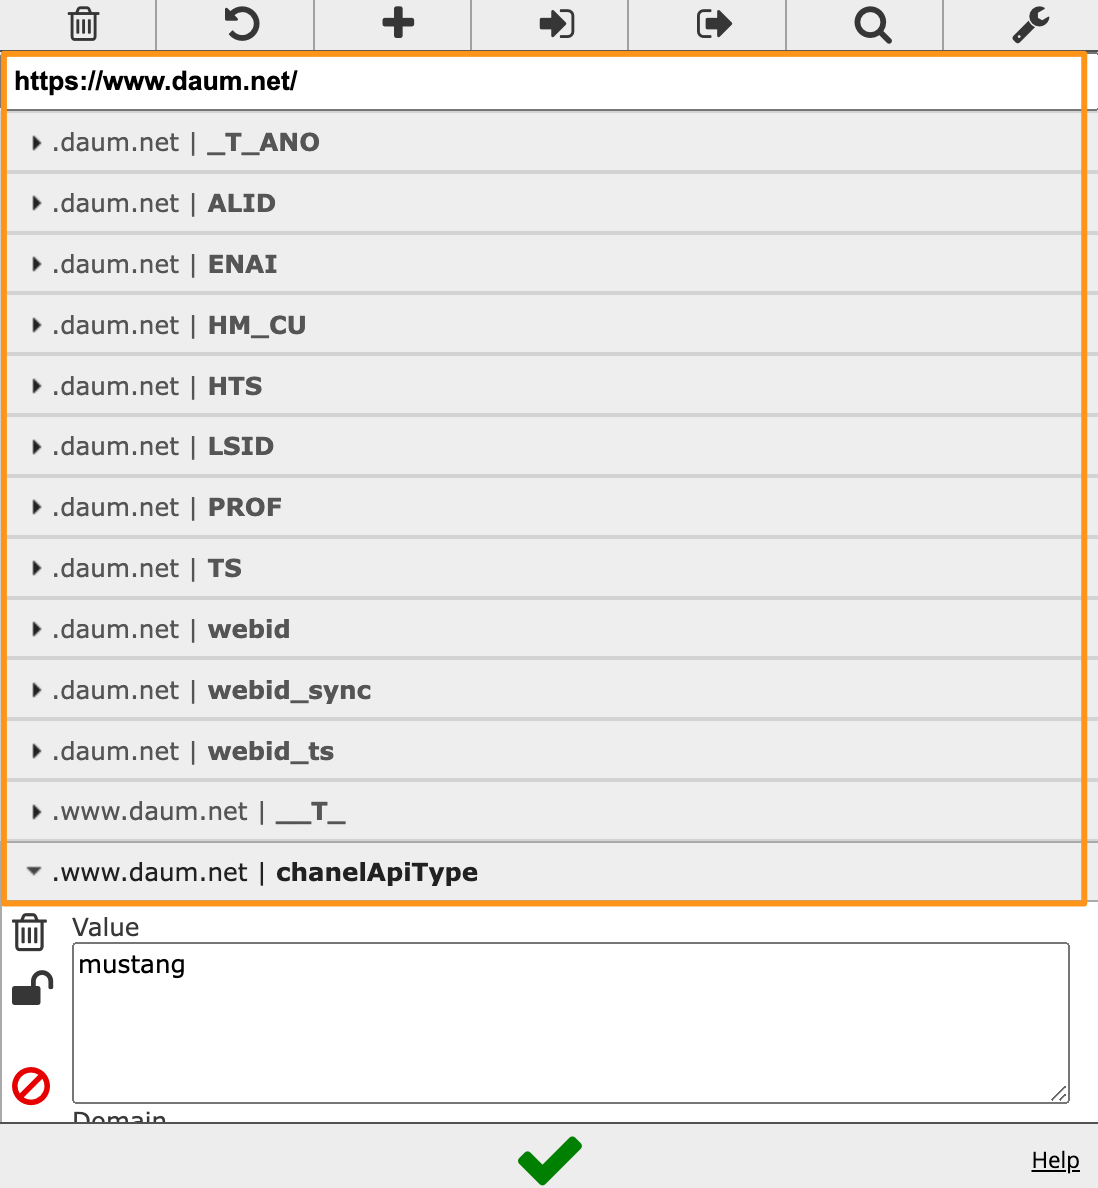 https://www.daum.net/
.daum.net | _T_ANO
.daum.net | ALID
.daum.net | ENAI
.daum.net | HM_CU
.daum.net | HTS
.daum.net | LSID
.daum.net | PROF
.daum.net | TS
.daum.net | webid
.daum.net | webid_sync
.daum.net | webid_ts
.www.daum.net | __T_
.www.daum.net | chanelApiType
Value
mustang
Domain
Help